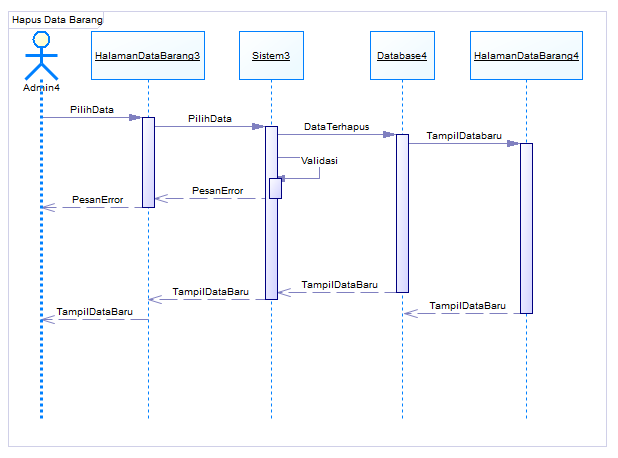 Hapus Data Barang
HalamanDataBarang3
Sistem3
Database4
HalamanDataBarang4
Admin4
PilihData
PilihData
DataTerhapus
TampilDatabaru
Validasi
PesanError
PesanError
TampilDataBaru
TampilDataBaru
TampilDataBaru
TampilDataBaru